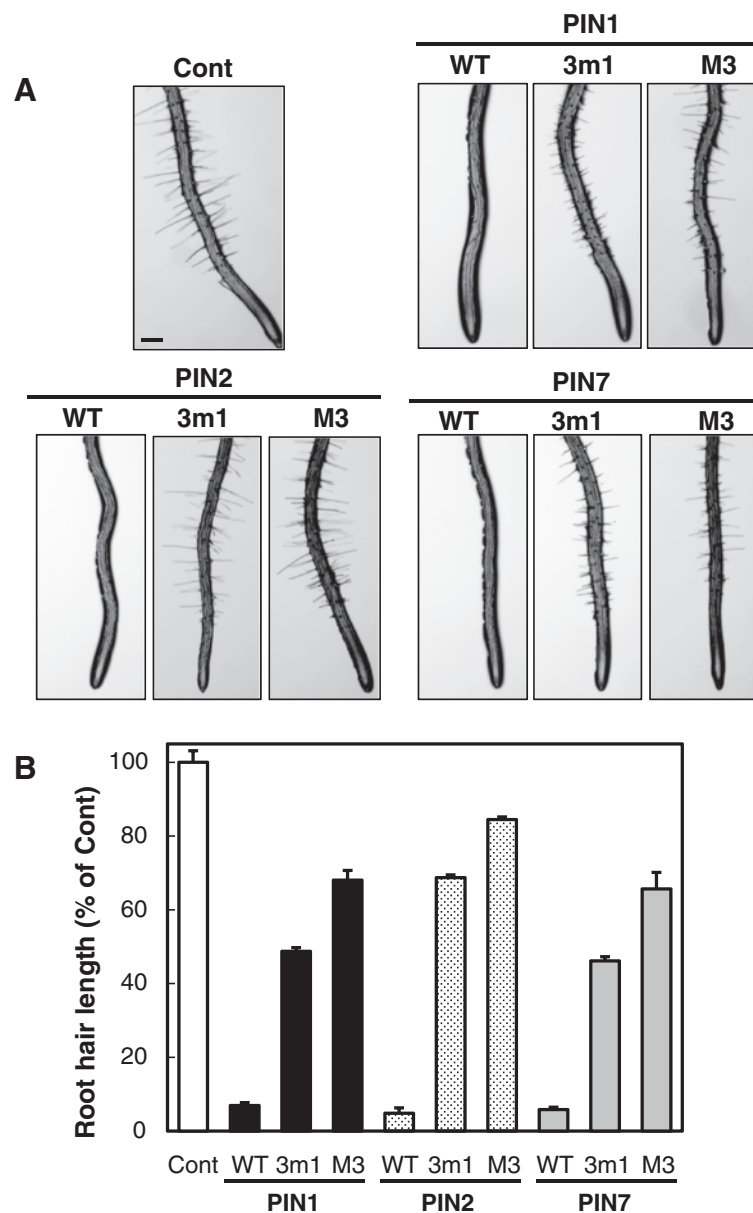 A
Cont
PIN1
WT 3m1 M3
PIN2
WT 3m1 M3
PIN7
WT 3m1 M3
B
Root hair length (% of Cont)
100
80
60
40
20
0
Cont WT 3m1 M3 WT 3m1 M3 WT 3m1 M3
PIN1 PIN2 PIN7